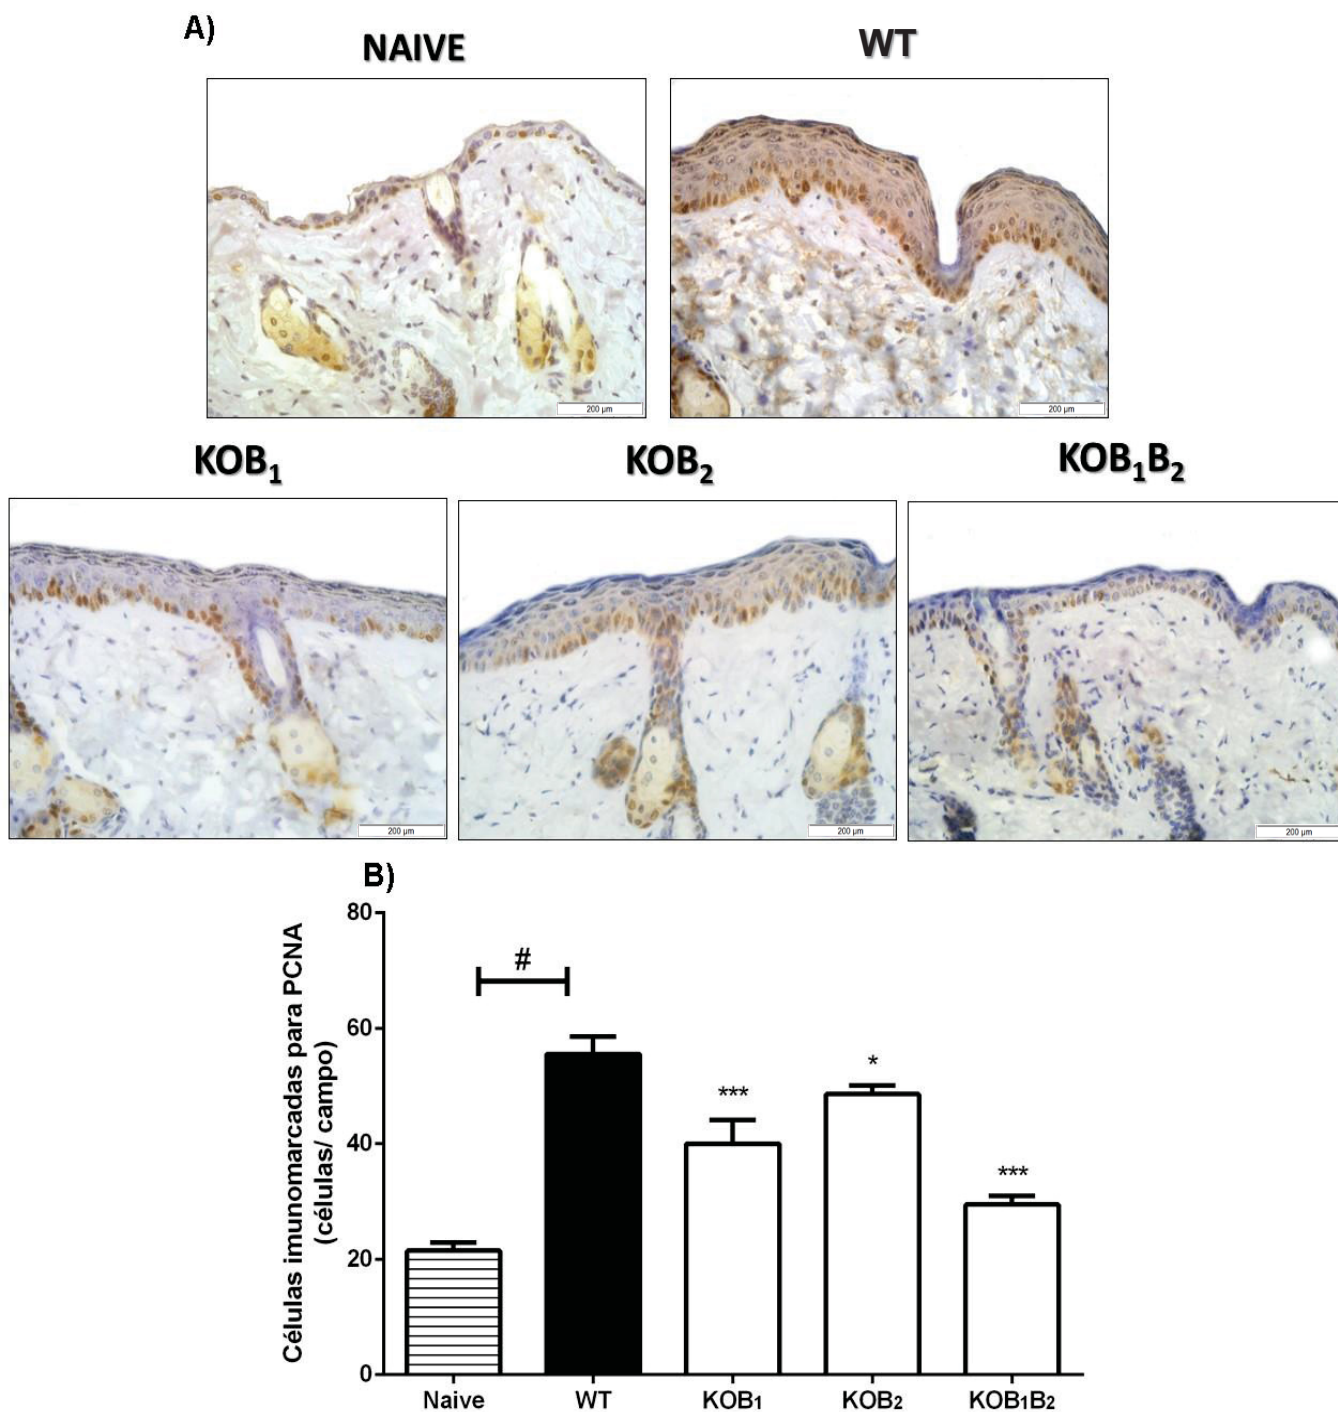 A)
NAIVE
WT
200 µm
200 µm
KOB₁
KOB₂
KOB₁B₂
200 µm
200 µm
200 µm
B)
Células imunomarcadas para PCNA
(células/ campo)
80
60
40
20
0
#
***
*
***
Naive
WT
KOB₁
KOB₂
KOB₁B₂